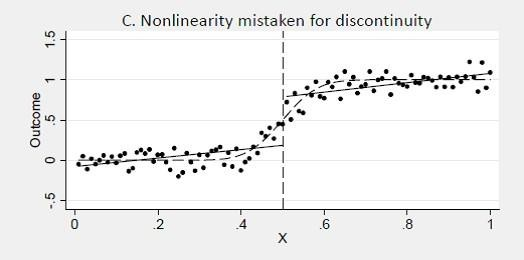 C. Nonlinearity mistaken for discontinuity
1.5
1
.5
0
-.5
Outcome
0 .2 .4 .6 .8 1
X